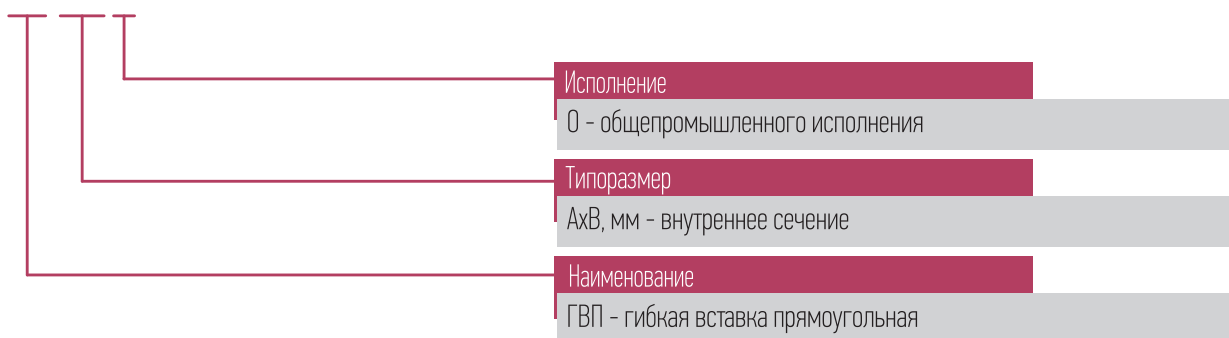 Исполнение
О - общепромышленного исполнения
Типоразмер
АхВ, мм - внутреннее сечение
Наименование
ГВП - гибкая вставка прямоугольная